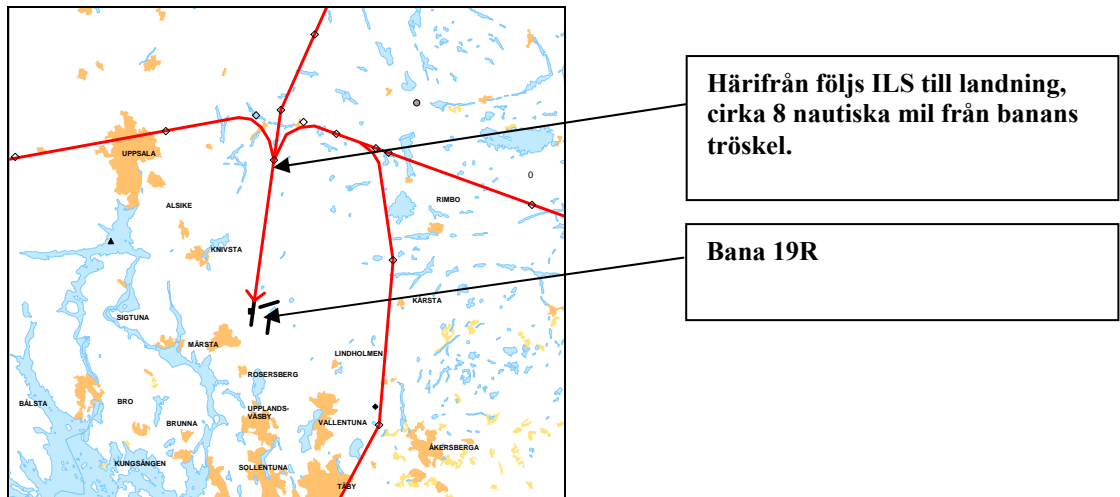 UPPSALA
ALSIKE
KNIVSTA
RIMBO
0
KÅRSTA
SIGTUNA
MÄRSTA
LINDHOLMEN
ROSERSBERG
BÅLSTA
BRO
BRUNNA
UPPLANDS-
VÄSBY
VALLENTUNA
ÅKERSBERGA
KUNGSÄNGEN
SOLLENTUNA
TÄBY
Härifrån följs ILS till landning,
cirka 8 nautiska mil från banans
tröskel.
Bana 19R